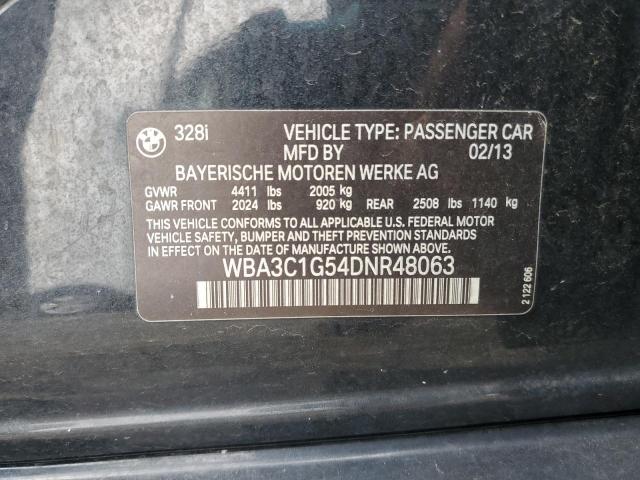 BMW
328i VEHICLE TYPE: PASSENGER CAR
MFD BY 02/13
BAYERISCHE MOTOREN WERKE AG
GVWR 4411 lbs 2005 kg
GAWR FRONT 2024 lbs 920 kg REAR 2508 lbs 1140 kg
THIS VEHICLE CONFORMS TO ALL APPLICABLE U.S. FEDERAL MOTOR
VEHICLE SAFETY, BUMPER AND THEFT PREVENTION STANDARDS
IN EFFECT ON THE DATE OF MANUFACTURE SHOWN ABOVE.
WBA3C1G54DNR48063
2 122 606